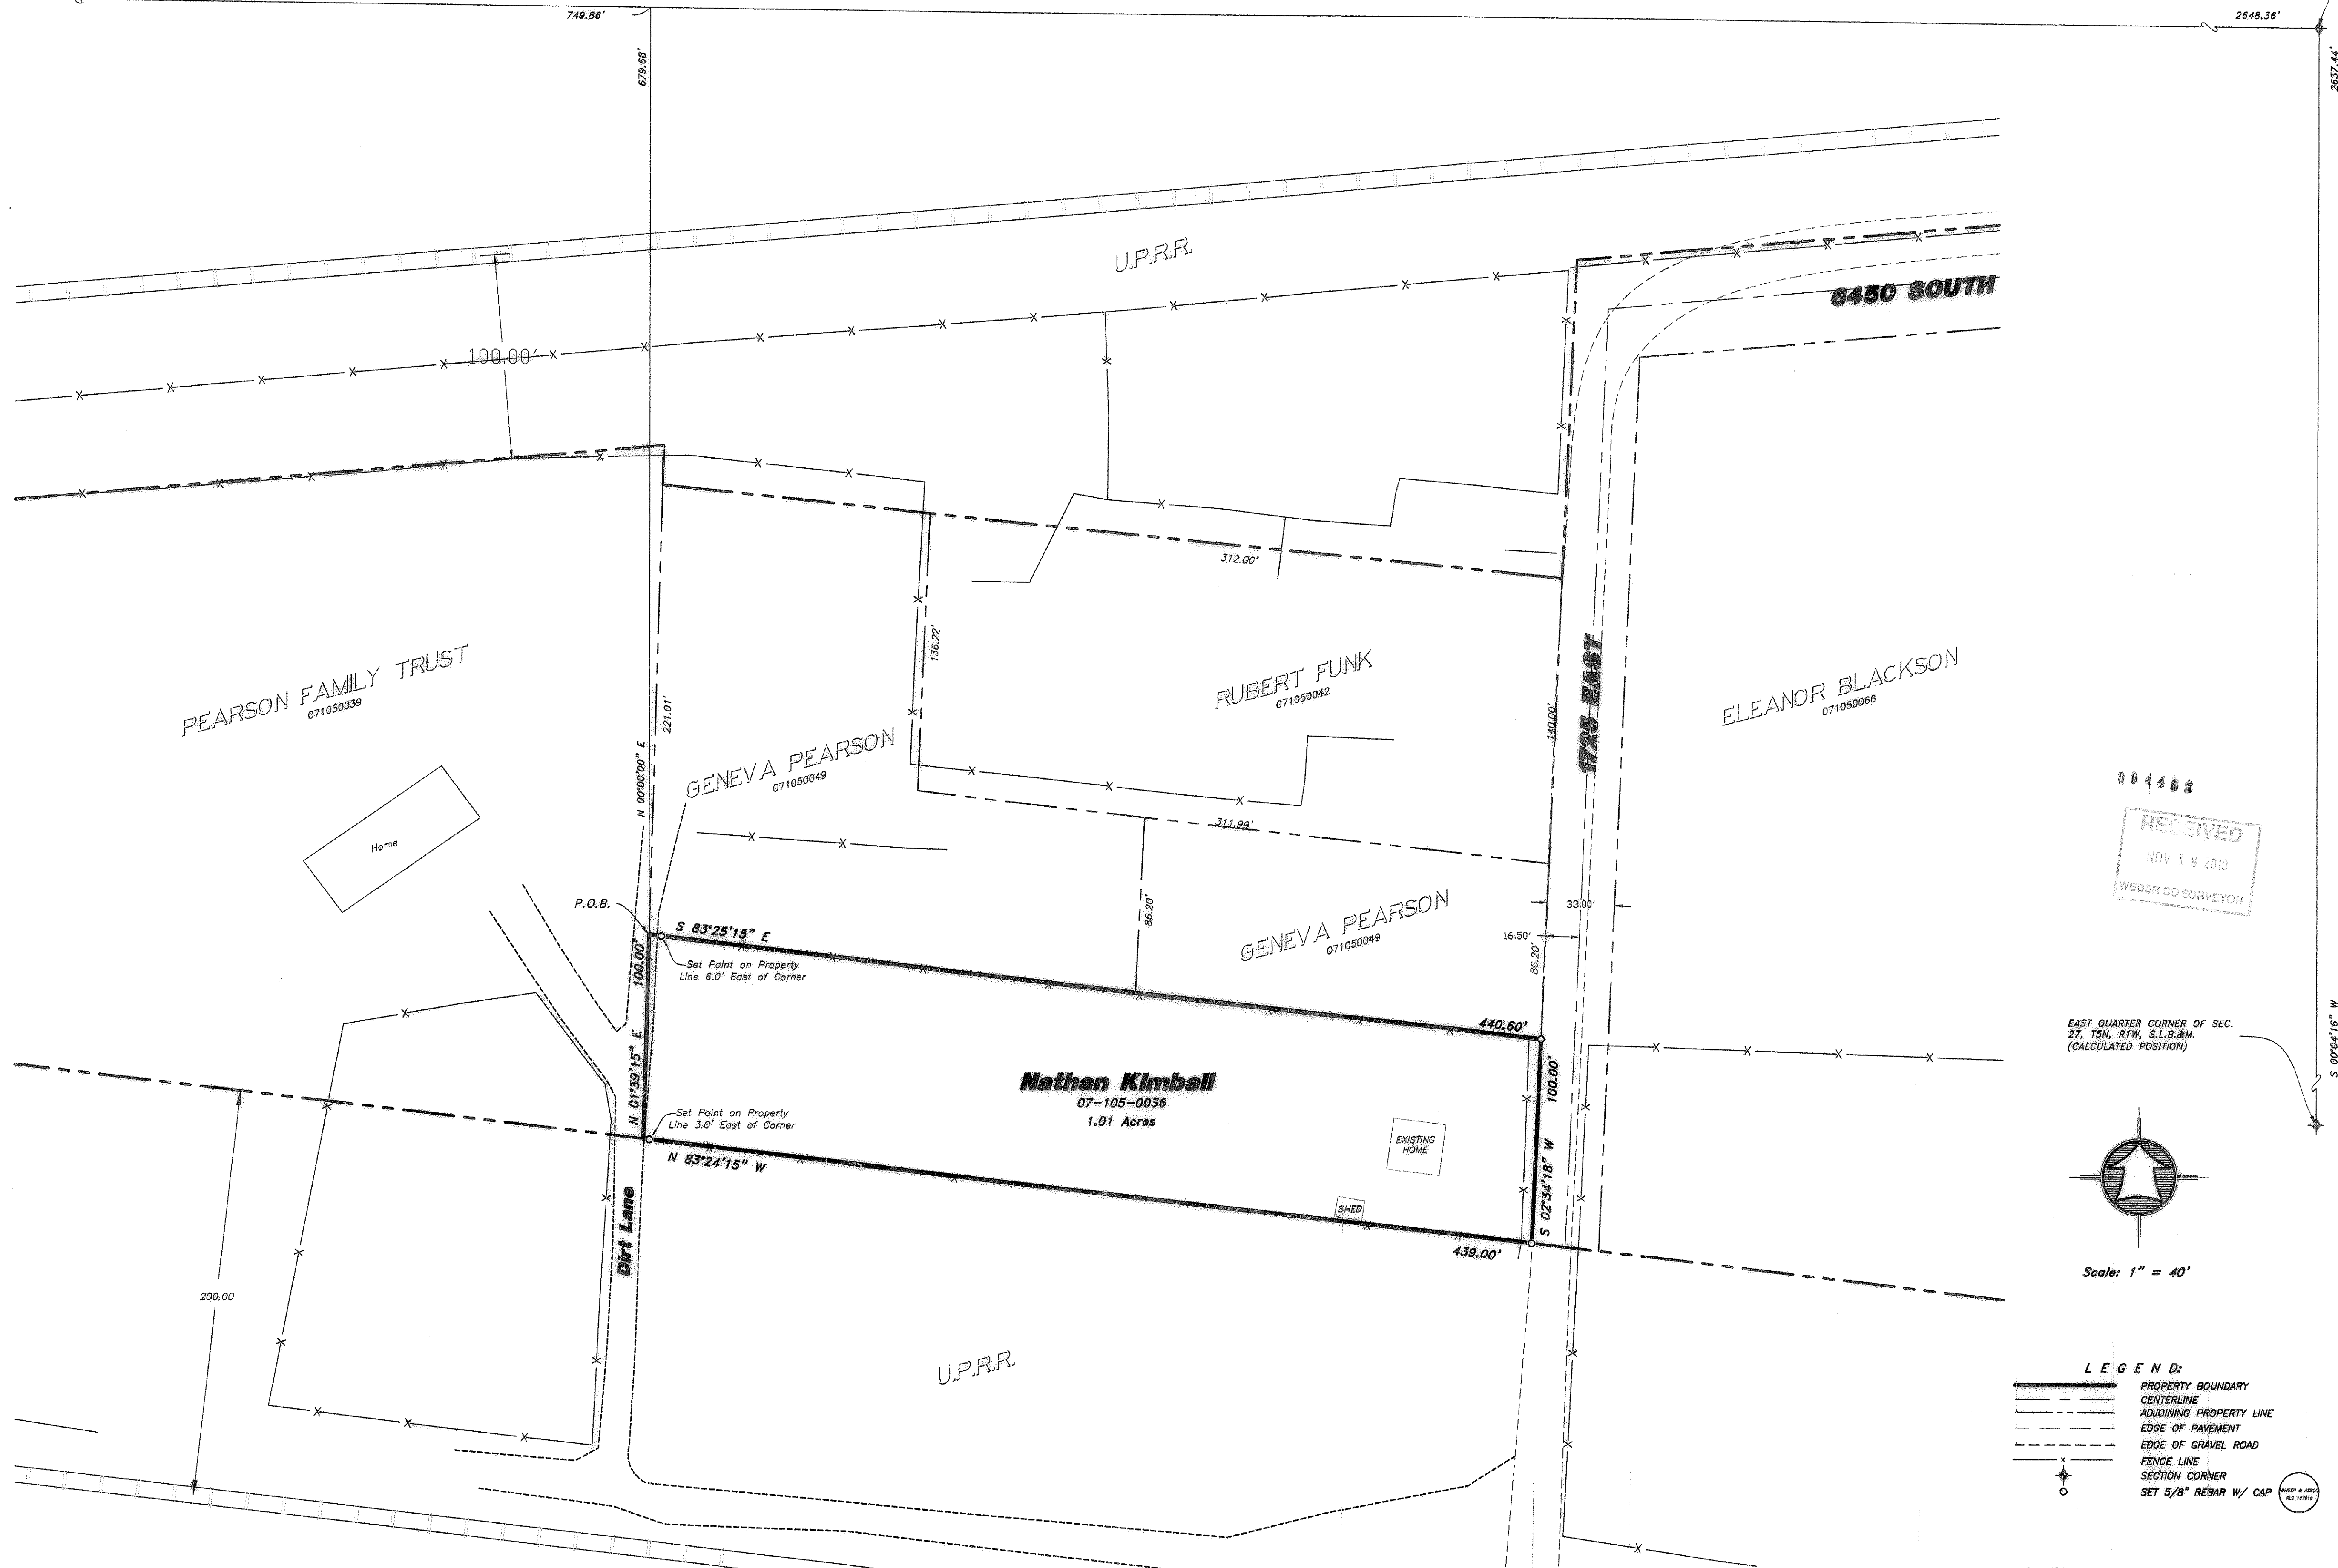 749.86'
2648.36'
679.68'
2637.44'
U.P.R.R.
6450 SOUTH
100.00'
312.00'
136.22'
PEARSON FAMILY TRUST
071050039
221.01'
RUBERT FUNK
071050042
140.00'
1725 EAST
ELEANOR BLACKSON
071050066
GENEVA PEARSON
071050049
N 00°00'00" E
Home
311.99'
RECEIVED
NOV 18 2010
WEBER CO SURVEYOR
86.20'
GENEVA PEARSON
071050049
33.00'
16.50'
86.20'
P.O.B.
S 83°25'15" E
Set Point on Property
Line 6.0' East of Corner
100.00'
N 01°39'15" E
440.60'
EAST QUARTER CORNER OF SEC.
27, T5N, R1W, S.L.B.&M.
(CALCULATED POSITION)
S 00°04'16" W
Nathan Kimball
07-105-0036
1.01 Acres
100.00'
S 02°34'18" W
Set Point on Property
Line 3.0' East of Corner
EXISTING
HOME
N 83°24'15" W
SHED
439.00'
Dirt Lane
200.00
Scale: 1" = 40'
U.P.R.R.
LEGEND:
PROPERTY BOUNDARY
CENTERLINE
ADJOINING PROPERTY LINE
EDGE OF PAVEMENT
EDGE OF GRAVEL ROAD
FENCE LINE
SECTION CORNER
SET 5/8" REBAR W/ CAP
HANSEN & ASSOC